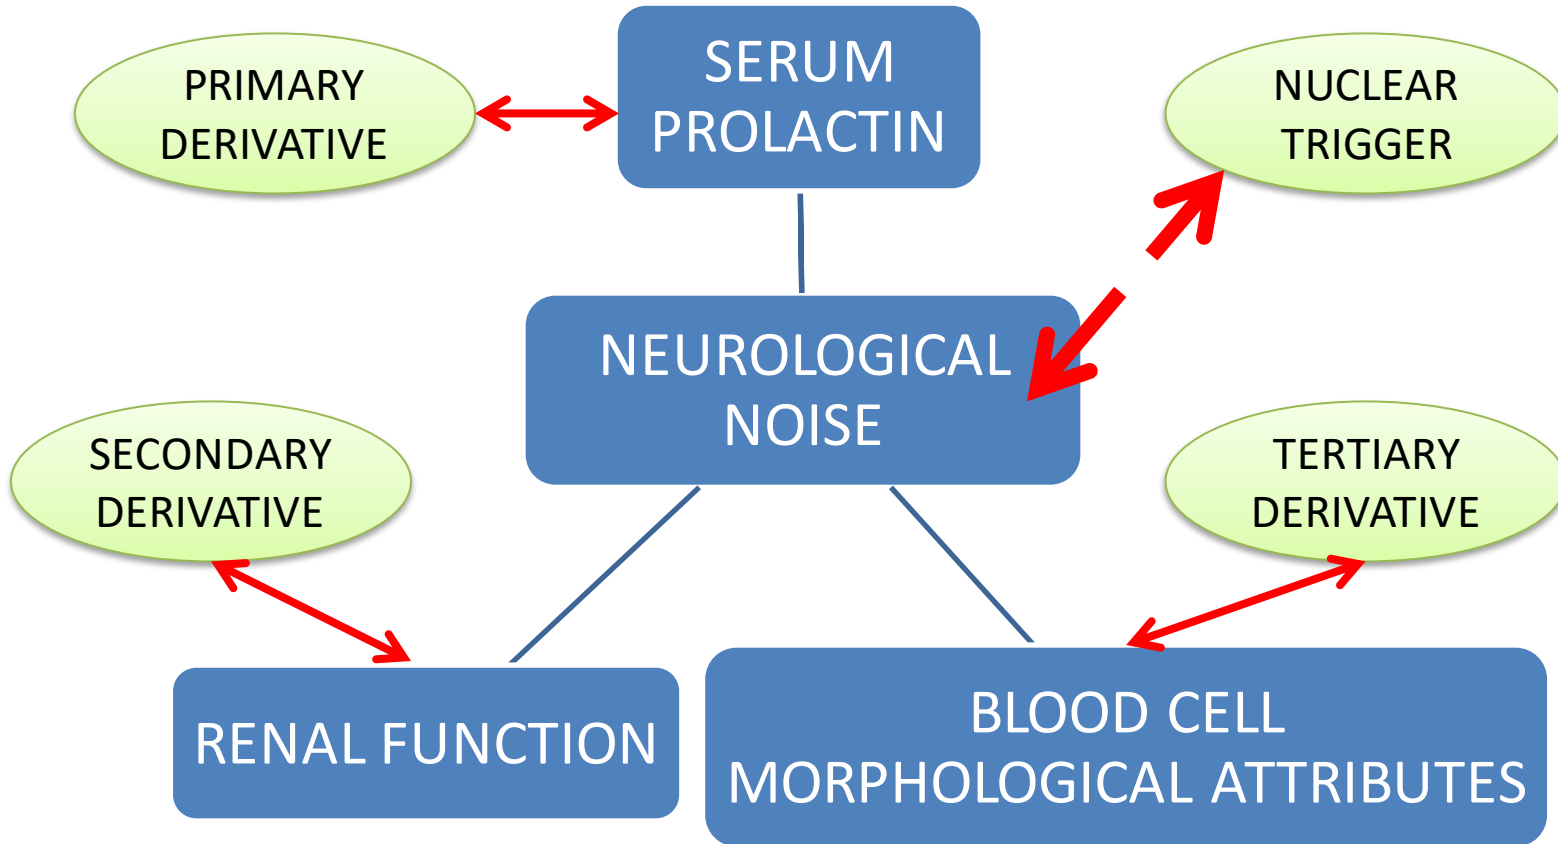 PRIMARY
DERIVATIVE
SERUM
PROLACTIN
NUCLEAR
TRIGGER
NEUROLOGICAL
NOISE
SECONDARY
DERIVATIVE
TERTIARY
DERIVATIVE
RENAL FUNCTION
BLOOD CELL
MORPHOLOGICAL ATTRIBUTES